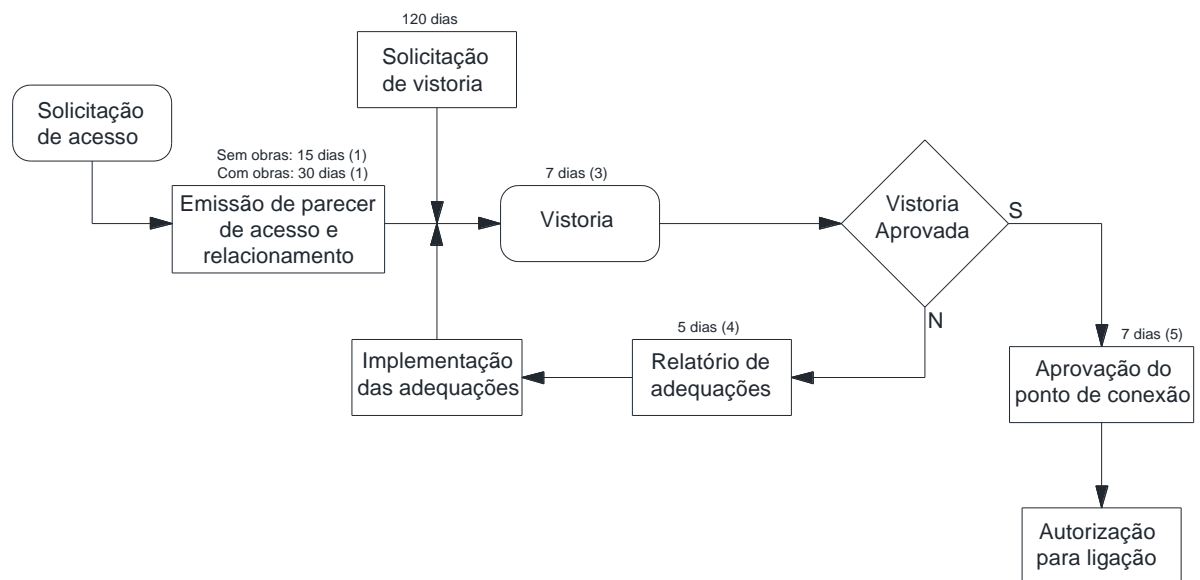 120 dias
Solicitação
de vistoria
Solicitação
de acesso
Sem obras: 15 dias (1)
Com obras: 30 dias (1)
Emissão de parecer
de acesso e
relacionamento
7 dias (3)
Vistoria
Vistoria
Aprovada
S
N
5 dias (4)
Relatório de
adequações
Implementação
das adequações
7 dias (5)
Aprovação do
ponto de conexão
Autorização
para ligação